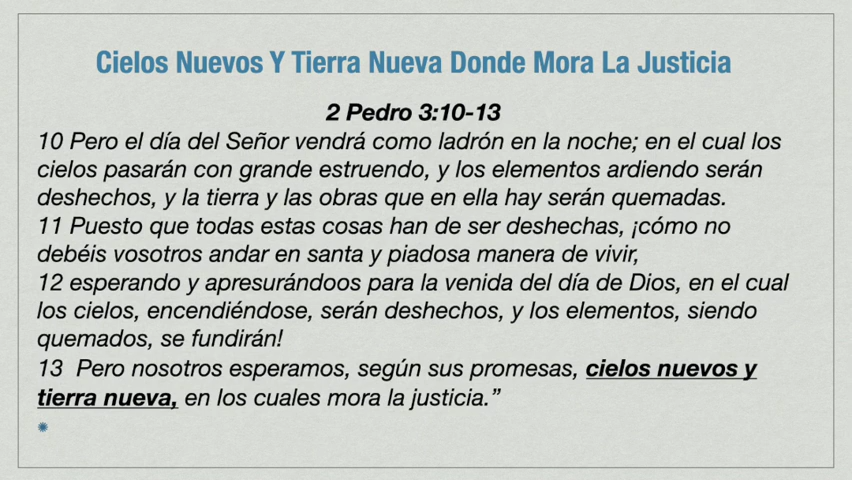 Cielos Nuevos Y Tierra Nueva Donde Mora La Justicia
2 Pedro 3:10-13
10 Pero el día del Señor vendrá como ladrón en la noche; en el cual los
cielos pasarán con grande estruendo, y los elementos ardiendo serán
deshechos, y la tierra y las obras que en ella hay serán quemadas.
11 Puesto que todas estas cosas han de ser deshechas, ¡cómo no
debéis vosotros andar en santa y piadosa manera de vivir,
12 esperando y apresurándoos para la venida del día de Dios, en el cual
los cielos, encendiéndose, serán deshechos, y los elementos, siendo
quemados, se fundirán!
13 Pero nosotros esperamos, según sus promesas, cielos nuevos y
tierra nueva, en los cuales mora la justicia.”